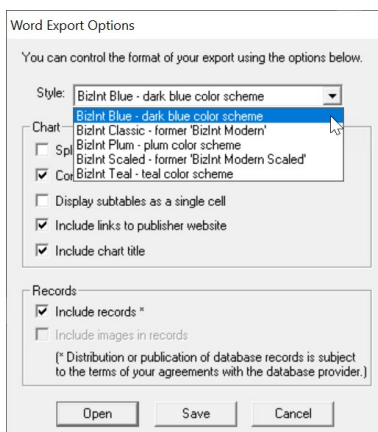 Word Export Options
You can control the format of your export using the options below.
Style: BizInt Blue - dark blue color scheme
BizInt Blue - dark blue color scheme
BizInt Classic - former 'BizInt Modern'
BizInt Plum - plum color scheme
BizInt Scaled - former 'BizInt Modern Scaled'
BizInt Teal - teal color scheme
Chart
Display subtables as a single cell
Include links to publisher website
Include chart title
Records
Include records *
Include images in records
(* Distribution or publication of database records is subject
to the terms of your agreements with the database provider.)
Open Save Cancel